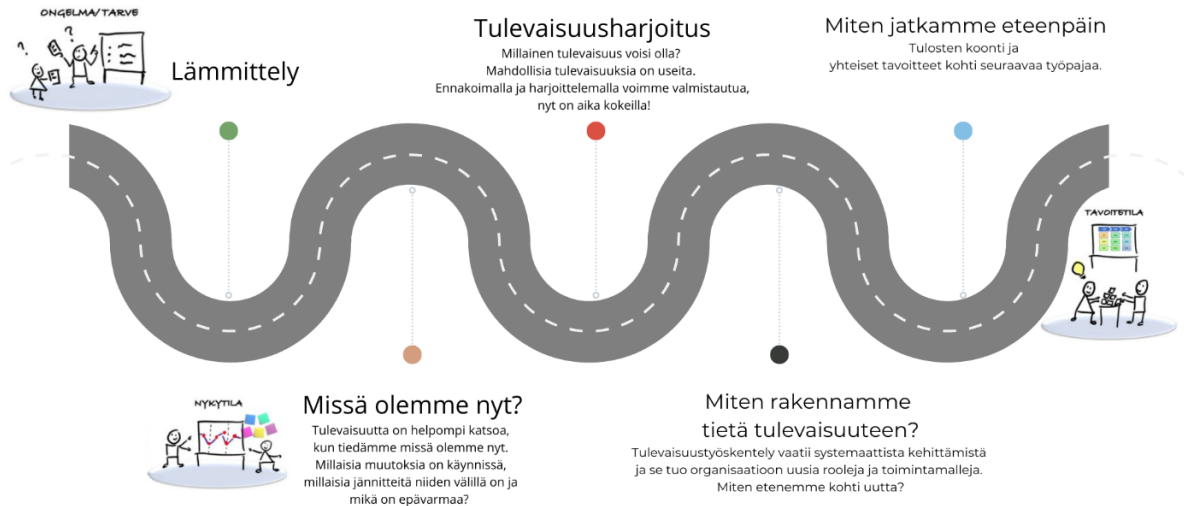 ONGELMA/TARVE
Lämmittely
Tulevaisuusharjoitus
Millainen tulevaisuus voisi olla?
Mahdollisia tulevaisuuksia on useita.
Ennakoimalla ja harjoittelemalla voimme valmistautua,
nyt on aika kokeilla!
Miten jatkamme eteenpäin
Tulosten koonti ja
yhteiset tavoitteet kohti seuraavaa työpajaa.
TAVOITETILA
NYKYTILA
Missä olemme nyt?
Tulevaisuutta on helpompi katsoa,
kun tiedämme missä olemme nyt.
Millaisia muutoksia on käynnissä,
millaisia jännitteitä niiden välillä on ja
mikä on epävarmaa?
Miten rakennamme
tietä tulevaisuuteen?
Tulevaisuustyöskentely vaatii systemaattista kehittämistä
ja se tuo organisaatioon uusia rooleja ja toimintamalleja.
Miten etenemme kohti uutta?